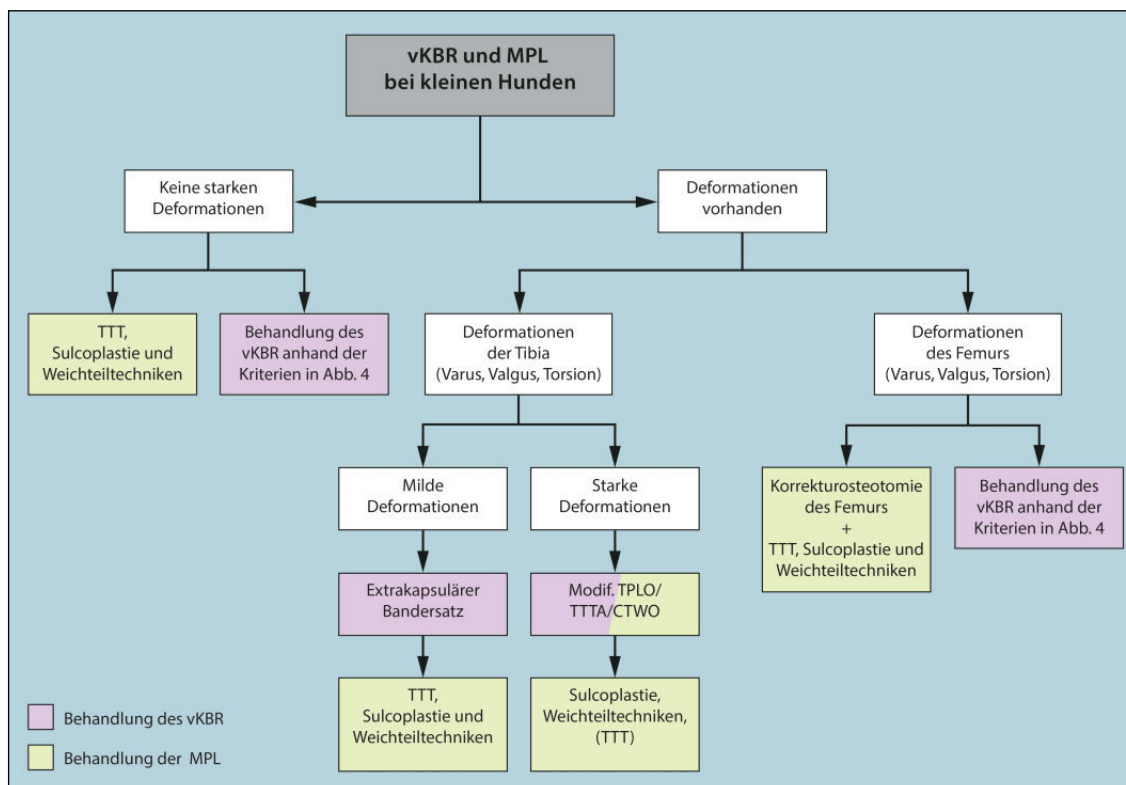 vKBR und MPL
bei kleinen Hunden
Keine starken
Deformationen
Deformationen
vorhanden
TTT,
Sulcoplastie und
Weichteiltechniken
Behandlung des
vKBR anhand der
Kriterien in Abb. 4
Deformationen
der Tibia
(Varus, Valgus, Torsion)
Deformationen
des Femurs
(Varus, Valgus, Torsion)
Milde
Deformationen
Starke
Deformationen
Korrekturosteotomie
des Femurs
+
TTT, Sulcoplastie und
Weichteiltechniken
Behandlung des
vKBR anhand der
Kriterien in Abb. 4
Extrakapsulärer
Bandersatz
Modif. TPLO/
TTTA/CTWO
TTT,
Sulcoplastie und
Weichteiltechniken
Sulcoplastie,
Weichteiltechniken,
(TTT)
Behandlung des vKBR
Behandlung der MPL